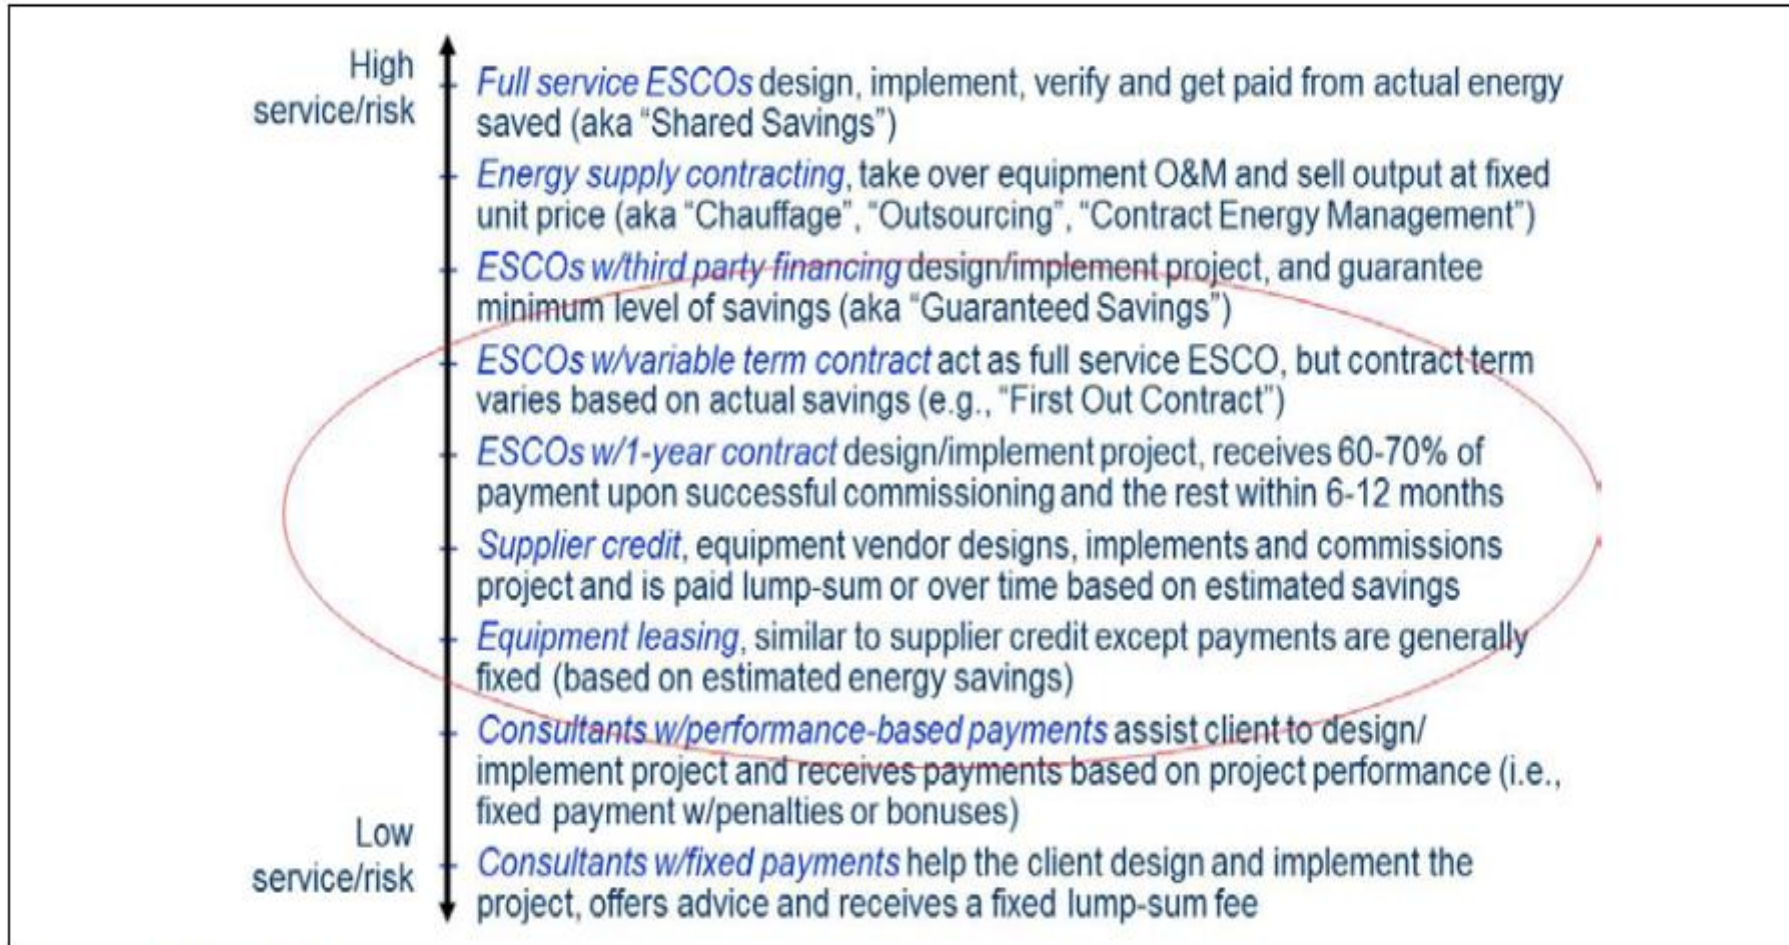 High
service/risk
Full service ESCOs design, implement, verify and get paid from actual energy
saved (aka “Shared Savings”)
Energy supply contracting, take over equipment O&M and sell output at fixed
unit price (aka “Chauffage”, “Outsourcing”, “Contract Energy Management”)
ESCOs w/third party financing design/implement project, and guarantee
minimum level of savings (aka “Guaranteed Savings”)
ESCOs w/variable term contract act as full service ESCO, but contract term
varies based on actual savings (e.g., “First Out Contract”)
ESCOs w/1-year contract design/implement project, receives 60-70% of
payment upon successful commissioning and the rest within 6-12 months
Supplier credit, equipment vendor designs, implements and commissions
project and is paid lump-sum or over time based on estimated savings
Equipment leasing, similar to supplier credit except payments are generally
fixed (based on estimated energy savings)
Consultants w/performance-based payments assist client to design/
implement project and receives payments based on project performance (i.e.,
fixed payment w/penalties or bonuses)
Low
service/risk
Consultants w/fixed payments help the client design and implement the
project, offers advice and receives a fixed lump-sum fee